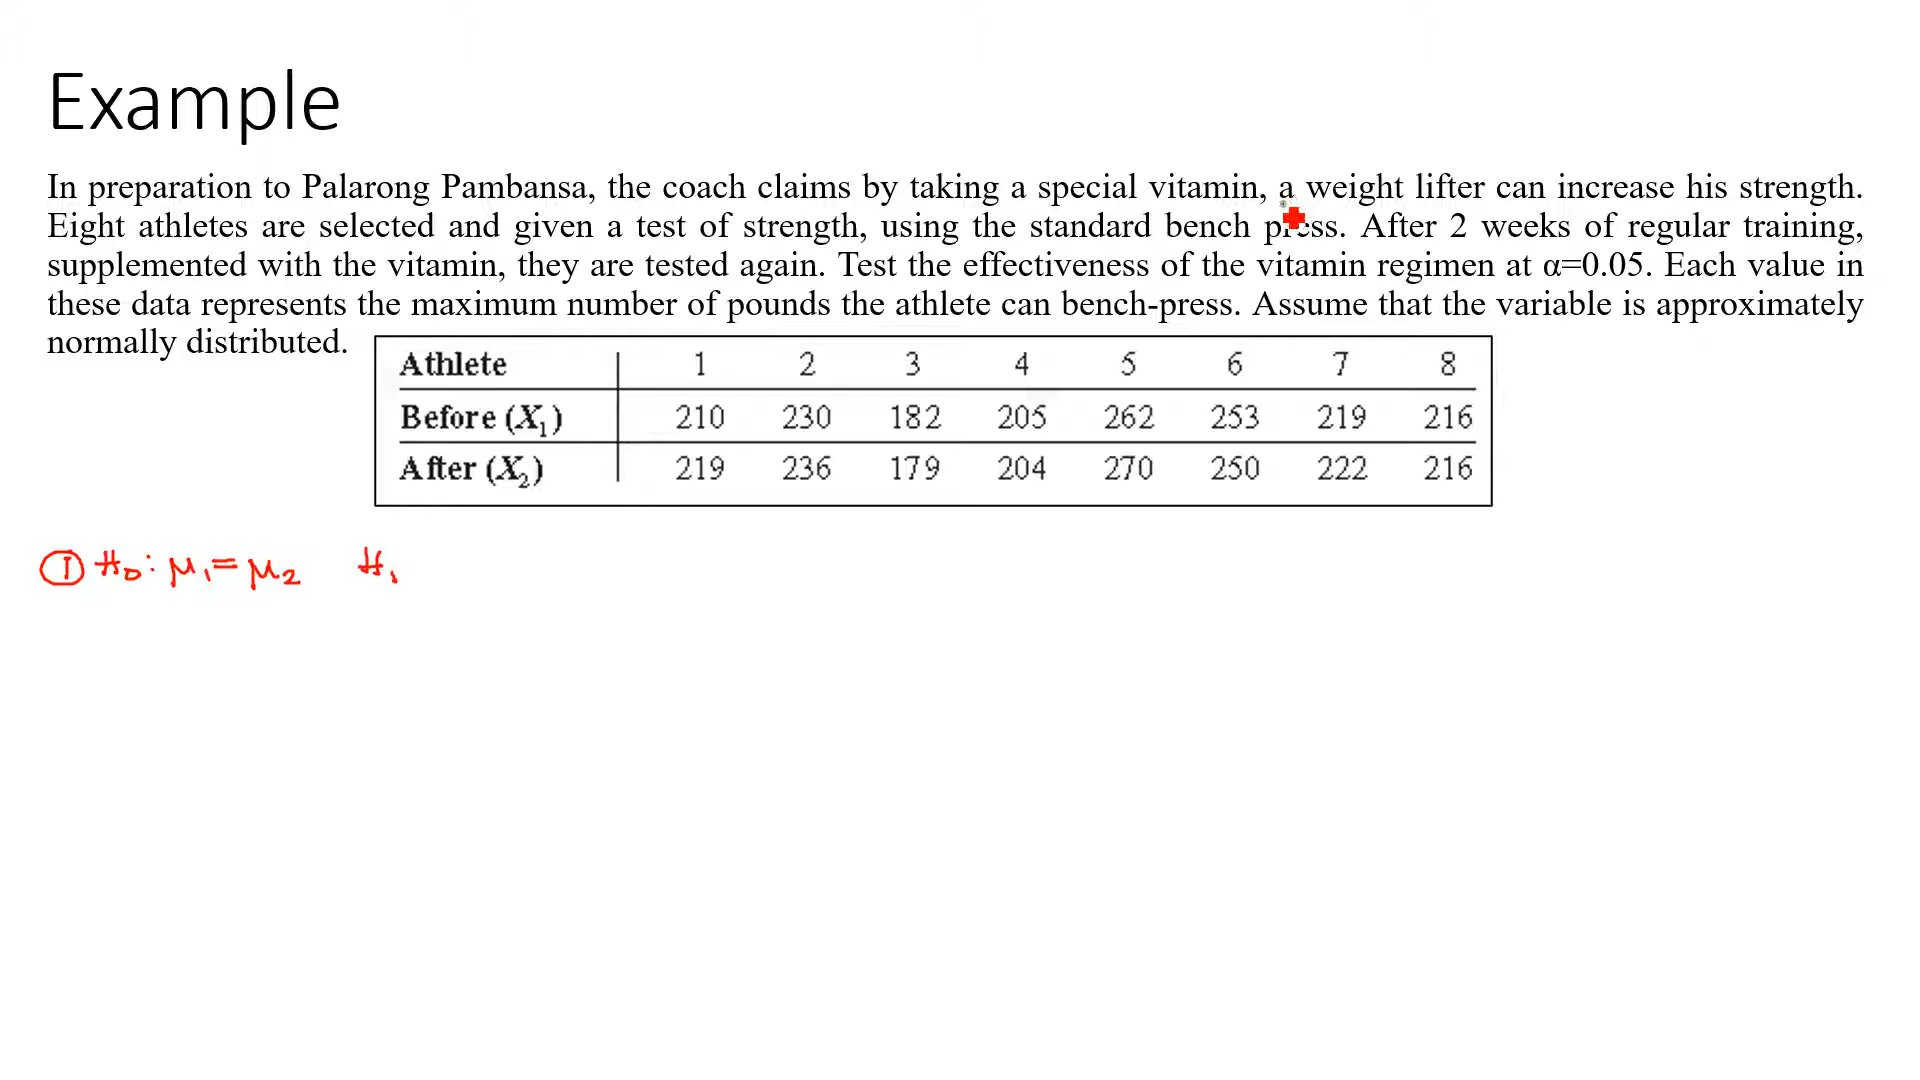 Example
In preparation to Palarong Pambansa, the coach claims by taking a special vitamin, a weight lifter can increase his strength.
Eight athletes are selected and given a test of strength, using the standard bench press. After 2 weeks of regular training,
supplemented with the vitamin, they are tested again. Test the effectiveness of the vitamin regimen at α=0.05. Each value in
these data represents the maximum number of pounds the athlete can bench-press. Assume that the variable is approximately
normally distributed.
Athlete 1 2 3 4 5 6 7 8
Before (X₁) 210 230 182 205 262 253 219 216
After (X₂) 219 236 179 204 270 250 222 216
① H₀: μ₁ = μ₂ H₁